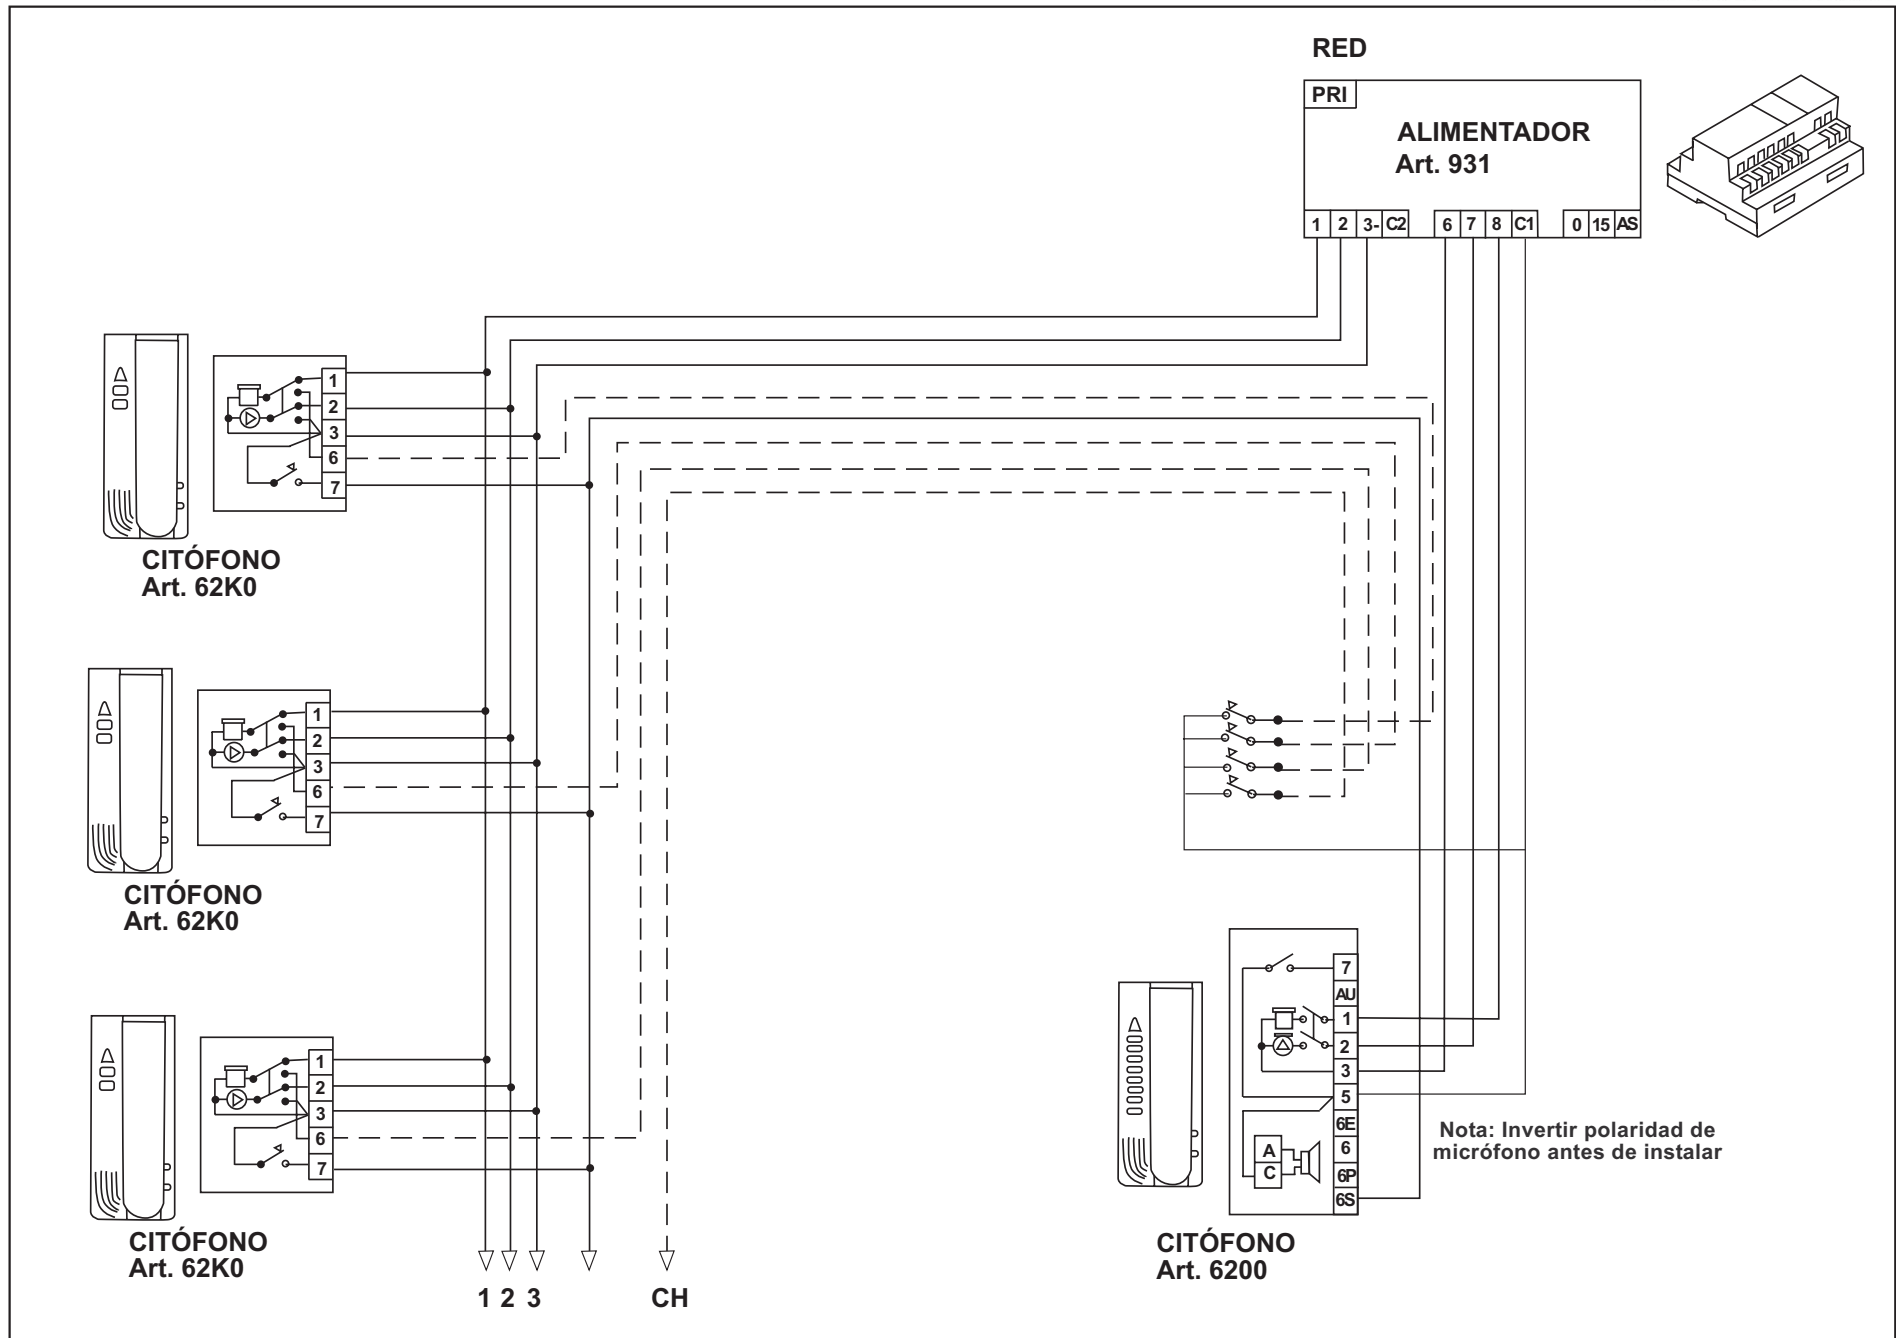 RED
PRI
ALIMENTADOR
Art. 931
1 2 3- C2 6 7 8 C1 0 15 AS
1
2
3
6
7
CITÓFONO
Art. 62K0
1
2
3
6
7
CITÓFONO
Art. 62K0
1
2
3
6
7
CITÓFONO
Art. 62K0
1 2 3 CH
7
AU
1
2
3
5
6E
6
6P
6S
A
C
Nota: Invertir polaridad de
micrófono antes de instalar
CITÓFONO
Art. 6200